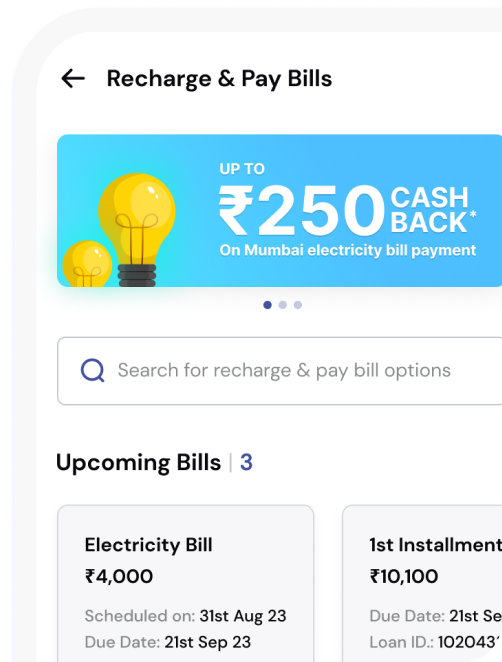 Recharge & Pay Bills
UP TO
₹250 CASH BACK*
On Mumbai electricity bill payment
Search for recharge & pay bill options
Upcoming Bills | 3
Electricity Bill
₹4,000
Scheduled on: 31st Aug 23
Due Date: 21st Sep 23
1st Installment
₹10,100
Due Date: 21st Se
Loan ID.: 102043